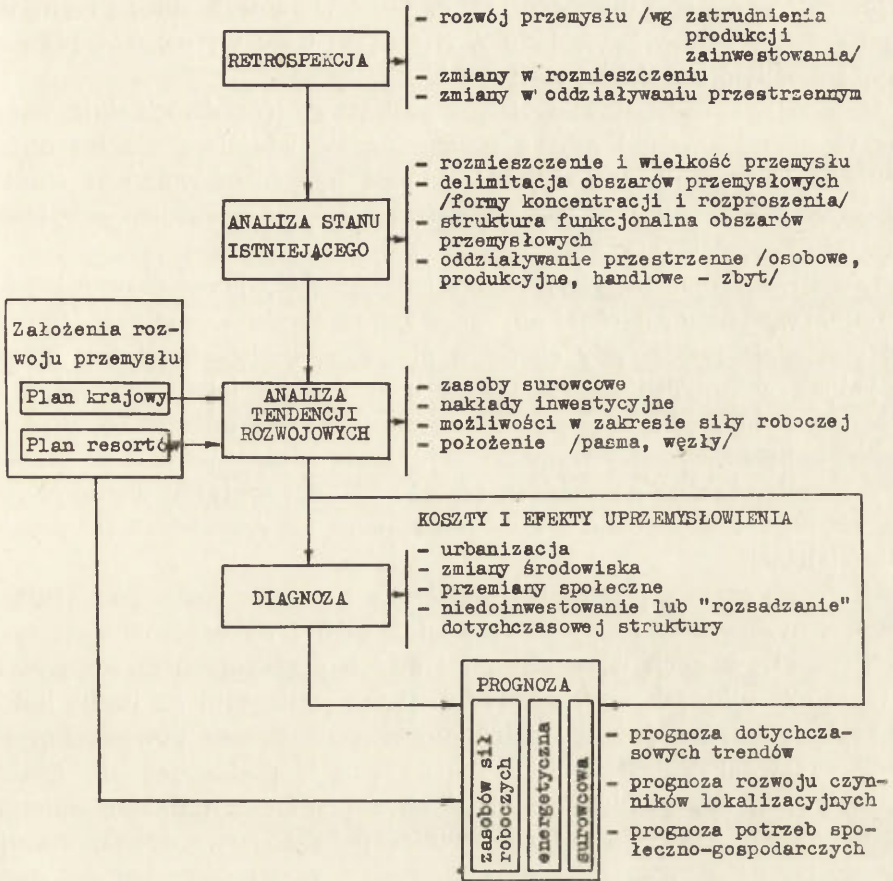 RETROSPEKCJA
- rozwój przemysłu /wg zatrudnienia
produkcji
zainwestowania/
- zmiany w rozmieszczeniu
- zmiany w oddziaływaniu przestrzennym
ANALIZA STANU
ISTNIEJĄCEGO
- rozmieszczenie i wielkość przemysłu
- delimitacja obszarów przemysłowych
/formy koncentracji i rozproszenia/
- struktura funkcjonalna obszarów
przemysłowych
- oddziaływanie przestrzenne /osobowe,
produkcyjne, handlowe - zbyt/
Założenia roz-
woju przemysłu
Plan krajowy
Plan resortó
ANALIZA
TENDENCJI
ROZWOJOWYCH
- zasoby surowcowe
- nakłady inwestycyjne
- możliwości w zakresie siły roboczej
- położenie /pasma, węzły/
KOSZTY I EFEKTY UPRZEMYSŁOWIENIA
DIAGNOZA
- urbanizacja
- zmiany środowiska
- przemiany społeczne
- niedoinwestowanie lub "rozsadzanie"
dotychczasowej struktury
PROGNOZA
zasobów sił
roboczych
energetyczna
surowcowa
- prognoza dotychcza-
sowych trendów
- prognoza rozwoju czyn-
ników lokalizacyjnych
- prognoza potrzeb spo-
łeczno-gospodarczych